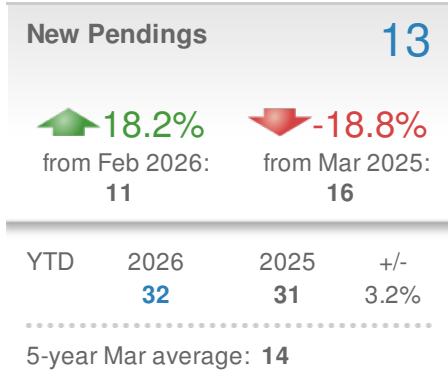 New Pendings 13
18.2% -18.8%
from Feb 2026: from Mar 2025:
11 16
YTD 2026 2025 +/-
32 31 3.2%
5-year Mar average: 14